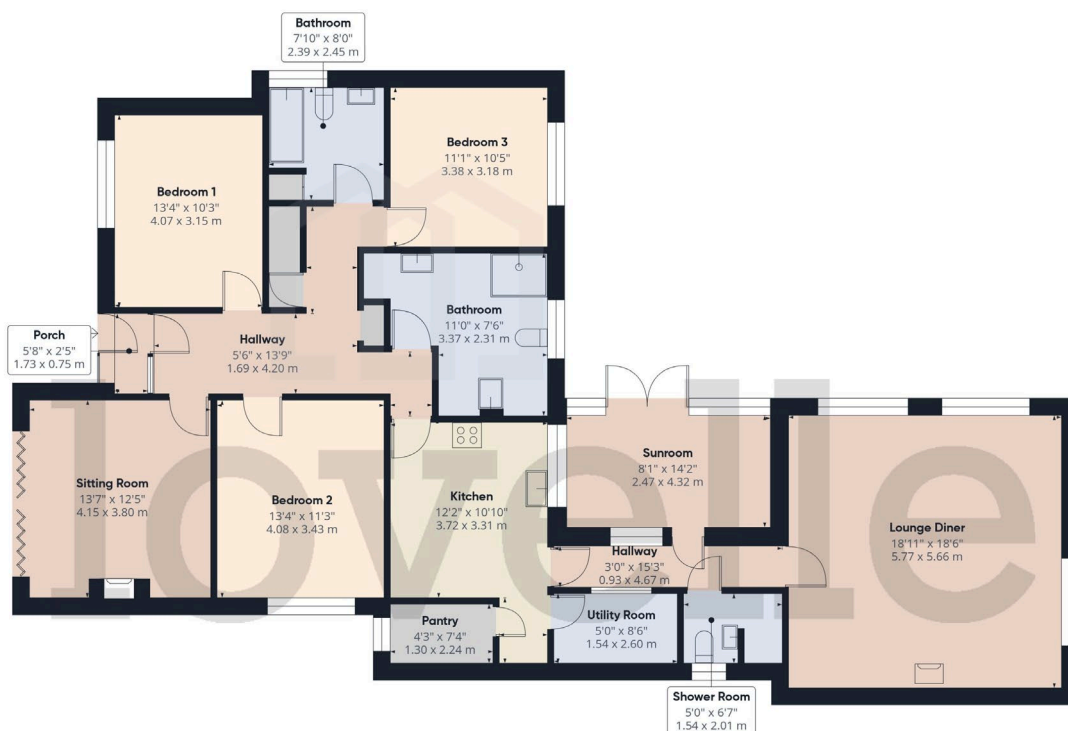 Bathroom
7'10" x 8'0"
2.39 x 2.45 m
Bedroom 3
11'1" x 10'5"
3.38 x 3.18 m
Bedroom 1
13'4" x 10'3"
4.07 x 3.15 m
Bathroom
11'0" x 7'6"
3.37 x 2.31 m
Porch
5'8" x 2'5"
1.73 x 0.75 m
Hallway
5'6" x 13'9"
1.69 x 4.20 m
Sitting Room
13'7" x 12'5"
4.15 x 3.80 m
Bedroom 2
13'4" x 11'3"
4.08 x 3.43 m
Kitchen
12'2" x 10'10"
3.72 x 3.31 m
Sunroom
8'1" x 14'2"
2.47 x 4.32 m
Lounge Diner
18'11" x 18'6"
5.77 x 5.66 m
Hallway
3'0" x 15'3"
0.93 x 4.67 m
Pantry
4'3" x 7'4"
1.30 x 2.24 m
Utility Room
5'0" x 8'6"
1.54 x 2.60 m
Shower Room
5'0" x 6'7"
1.54 x 2.01 m
lovelle